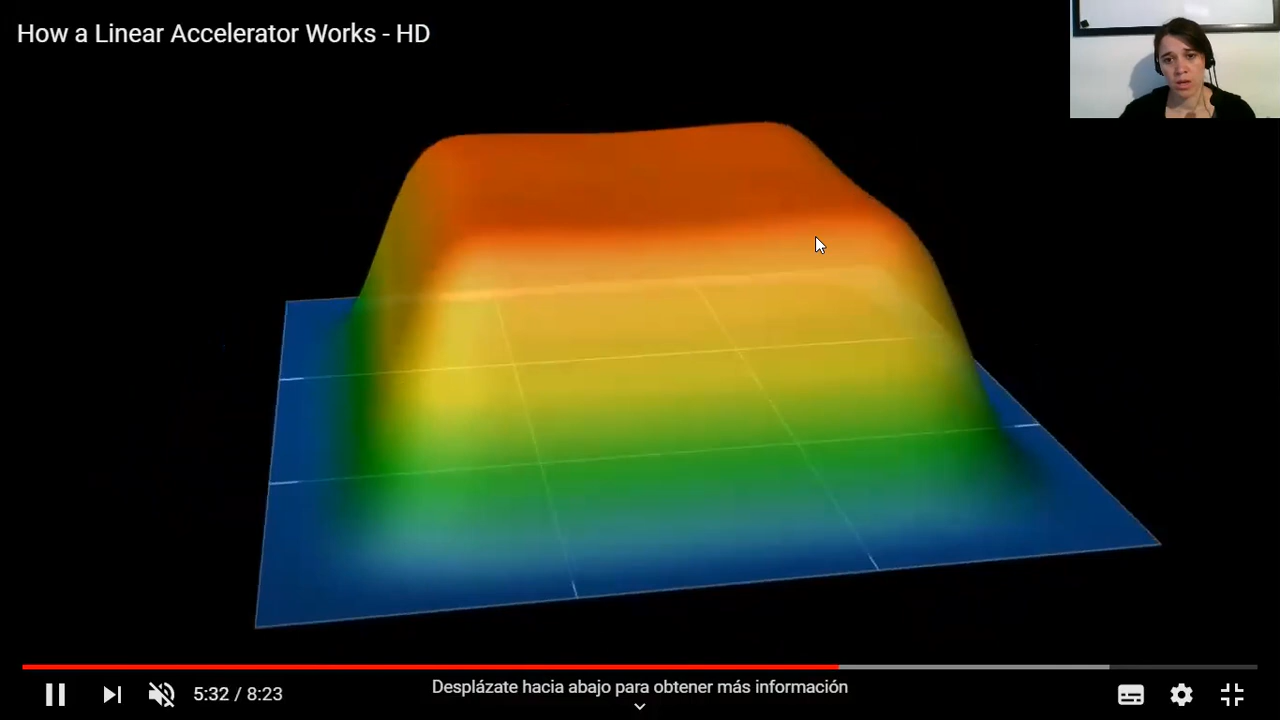 How a Linear Accelerator Works - HD
5:32 / 8:23
Desplázate hacia abajo para obtener más información